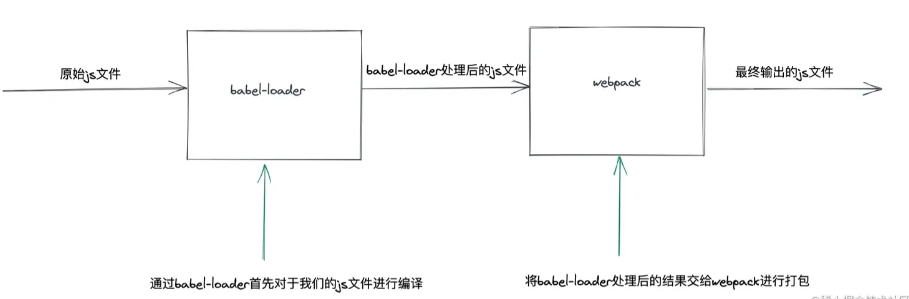 原始js文件
babel-loader
babel-loader处理后的js文件
webpack
最终输出的js文件
通过babel-loader首先对于我们的js文件进行编译
将babel-loader处理后的结果交给webpack进行打包